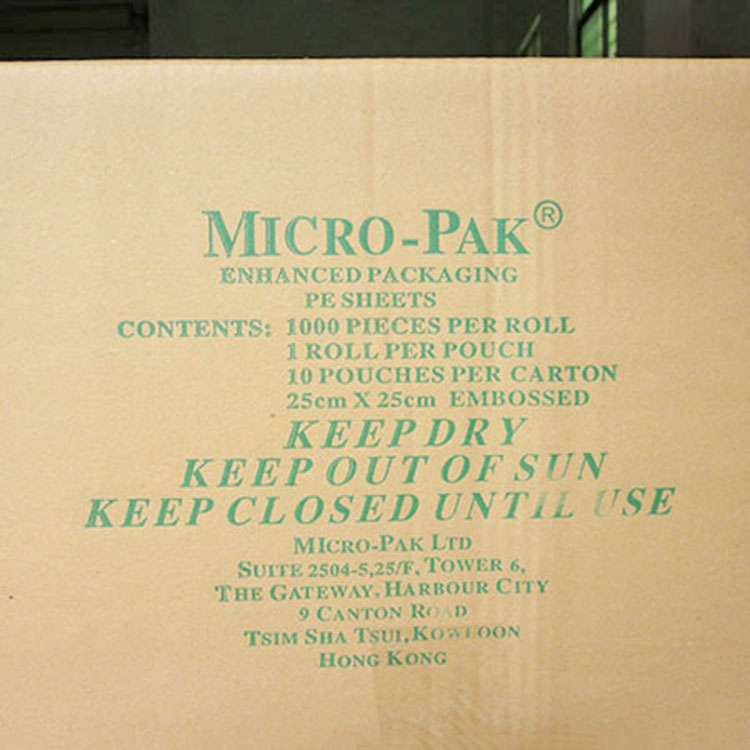 MICRO-PAK®
ENHANCED PACKAGING
PE SHEETS
CONTENTS: 1000 PIECES PER ROLL
1 ROLL PER POUCH
10 POUCHES PER CARTON
25cm X 25cm EMBOSSED
KEEP DRY
KEEP OUT OF SUN
KEEP CLOSED UNTIL USE
MICRO-PAK LTD
SUITE 2504-5,25/F, TOWER 6,
THE GATEWAY, HARBOUR CITY
9 CANTON ROAD
TSIM SHA TSUI, KOWLOON
HONG KONG